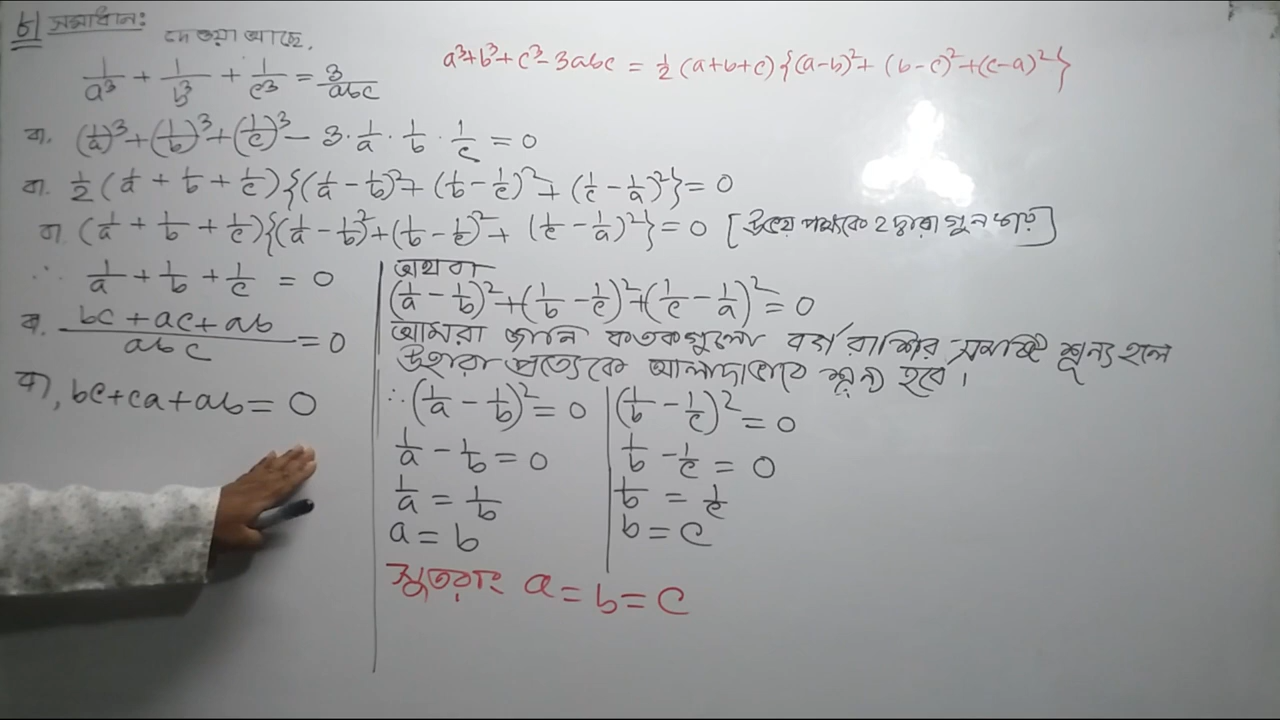 ৮| সমাধান:
দেওয়া আছে,
1/a³ + 1/b³ + 1/c³ = 3/abc
a³+b³+c³-3abc = ½ (a+b+c) {(a-b)²+ (b-c)²+(c-a)²}
বা, (1/a)³+(1/b)³+(1/c)³ - 3·1/a·1/b·1/c = 0
বা, ½ (1/a + 1/b + 1/c) {(1/a - 1/b)²+ (1/b - 1/c)²+ (1/c - 1/a)²} = 0
বা, (1/a + 1/b + 1/c) {(1/a - 1/b)²+(1/b - 1/c)²+ (1/c - 1/a)²} = 0 [উভয় পক্ষকে 2 দ্বারা গুন করে]
∴ 1/a + 1/b + 1/c = 0
বা, bc+ac+ab/abc = 0
বা, bc+ca+ab = 0
অথবা
(1/a - 1/b)²+(1/b - 1/c)²+(1/c - 1/a)² = 0
আমরা জানি কতকগুলো বর্গ রাশির সমষ্টি শূন্য হলে
উহারা প্রত্যেকে আলাদাভাবে শূন্য হবে।
∴ (1/a - 1/b)² = 0
1/a - 1/b = 0
1/a = 1/b
a = b
(1/b - 1/c)² = 0
1/b - 1/c = 0
1/b = 1/c
b = c
সুতরাং a = b = c